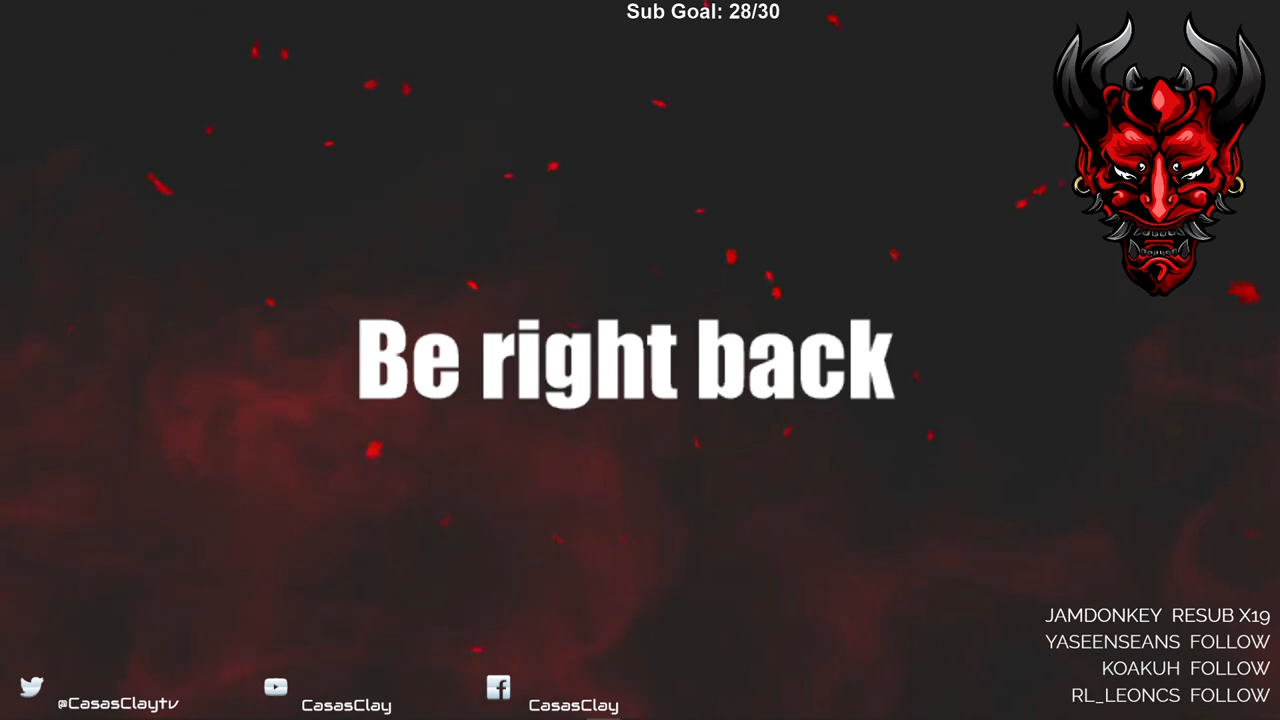 Sub Goal: 28/30
Be right back
JAMDONKEY RESUB X19
YASEENSEANS FOLLOW
KOAKUH FOLLOW
RL_LEONCS FOLLOW
@CasasClaytv
CasasClay
CasasClay